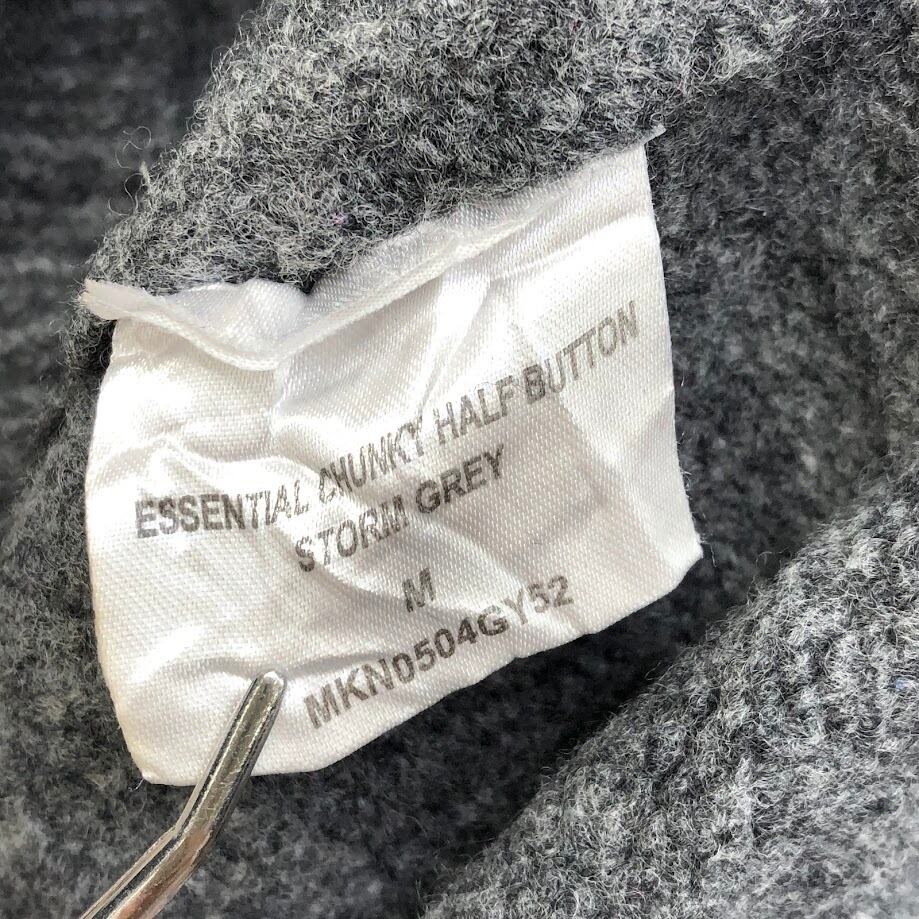 ESSENTIAL CHUNKY HALF BUTTON
STORM GREY
M
MKN0504GY52